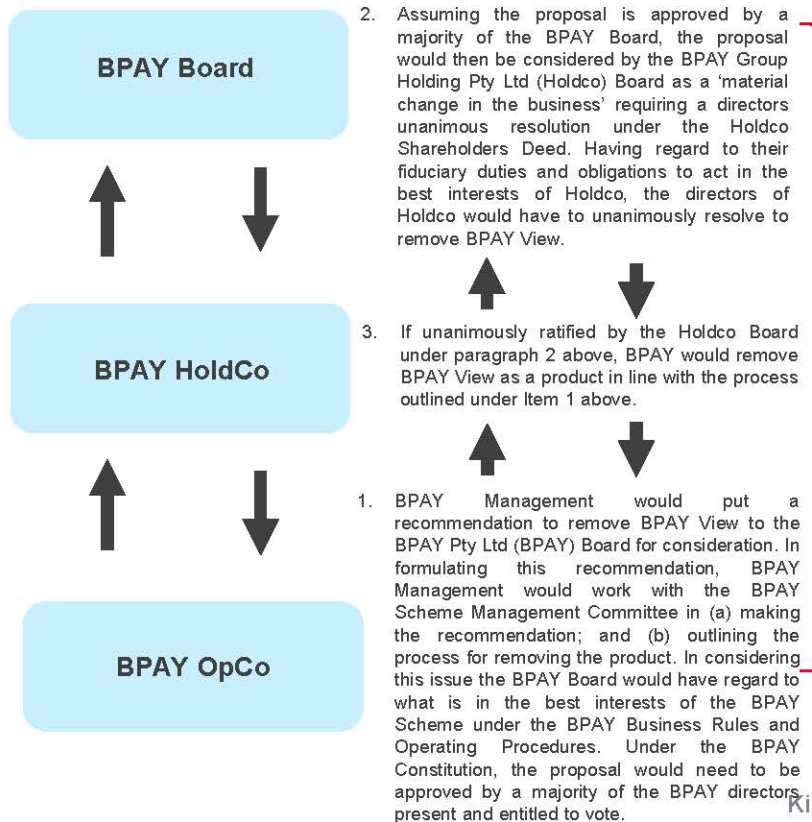 BPAY Board
2. Assuming the proposal is approved by a
majority of the BPAY Board, the proposal
would then be considered by the BPAY Group
Holding Pty Ltd (Holdco) Board as a 'material
change in the business' requiring a directors
unanimous resolution under the Holdco
Shareholders Deed. Having regard to their
fiduciary duties and obligations to act in the
best interests of Holdco, the directors of
Holdco would have to unanimously resolve to
remove BPAY View.
BPAY HoldCo
3. If unanimously ratified by the Holdco Board
under paragraph 2 above, BPAY would remove
BPAY View as a product in line with the process
outlined under Item 1 above.
BPAY OpCo
1. BPAY Management would put a
recommendation to remove BPAY View to the
BPAY Pty Ltd (BPAY) Board for consideration. In
formulating this recommendation, BPAY
Management would work with the BPAY
Scheme Management Committee in (a) making
the recommendation; and (b) outlining the
process for removing the product. In considering
this issue the BPAY Board would have regard to
what is in the best interests of the BPAY
Scheme under the BPAY Business Rules and
Operating Procedures. Under the BPAY
Constitution, the proposal would need to be
approved by a majority of the BPAY directors
present and entitled to vote.
Ki